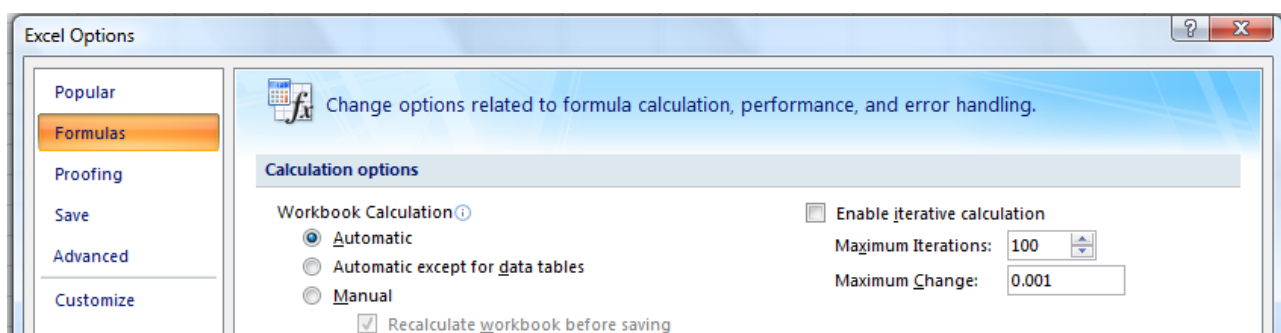 Excel Options
Popular
Formulas
Proofing
Save
Advanced
Customize
fx Change options related to formula calculation, performance, and error handling.
Calculation options
Workbook Calculation
Automatic
Automatic except for data tables
Manual
Recalculate workbook before saving
Enable iterative calculation
Maximum Iterations: 100
Maximum Change: 0.001